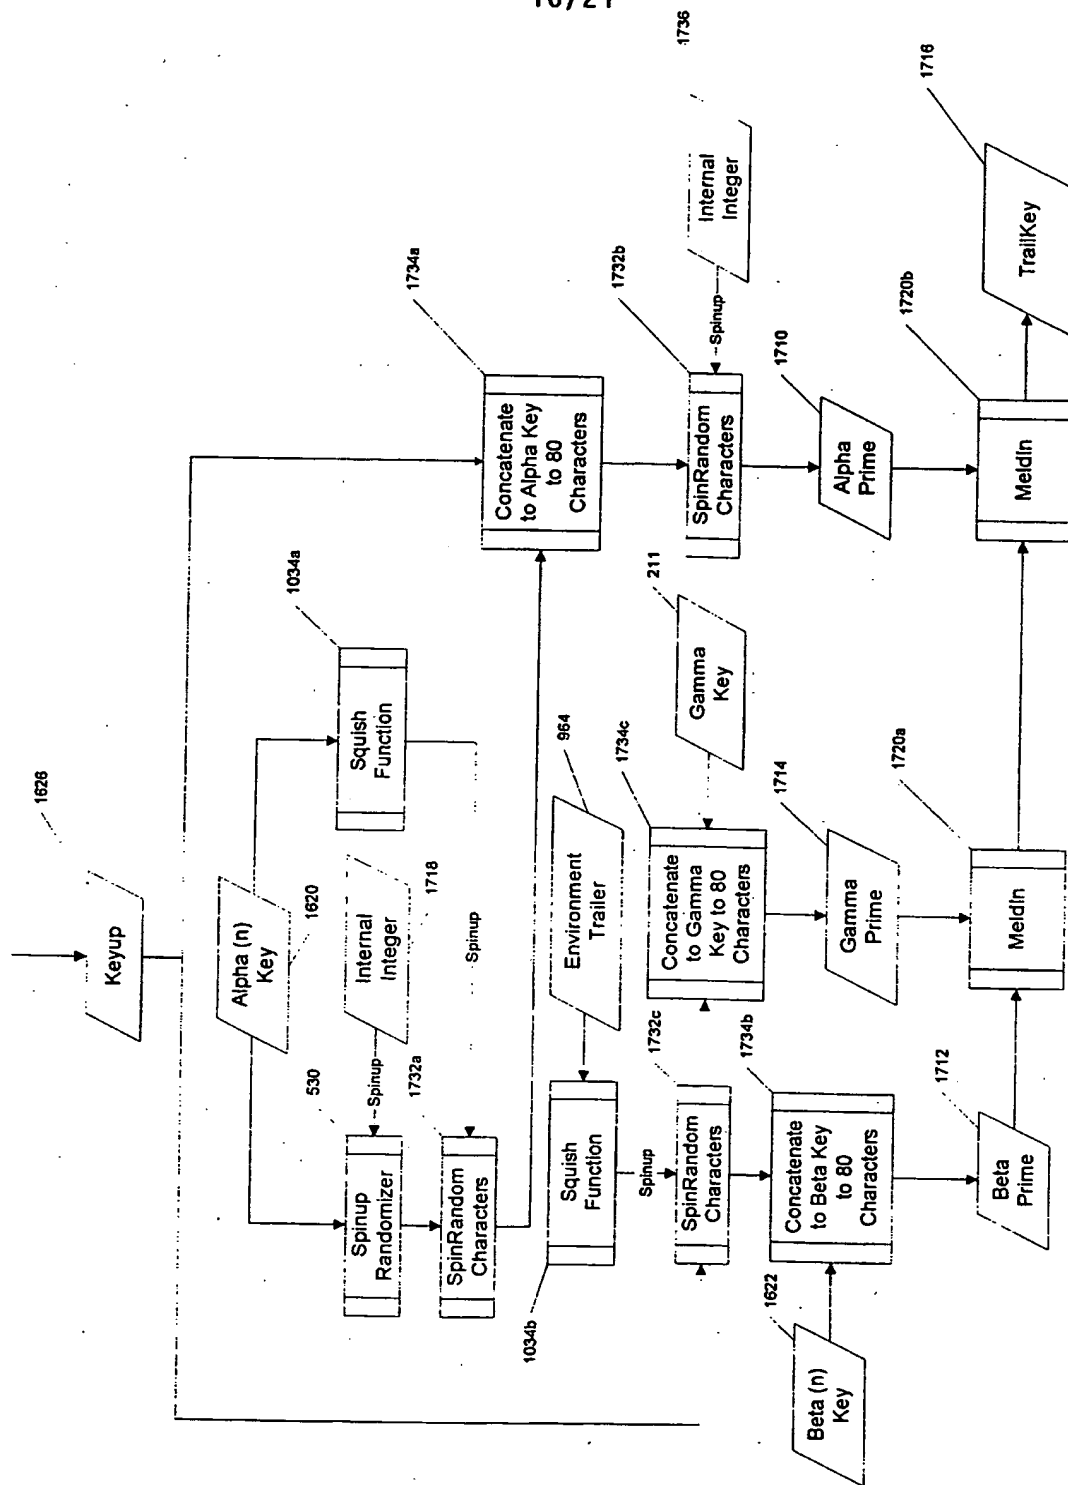 16/21
1626
Keyup
Alpha (n)
Key
1620
Squish
Function
1034a
Internal
Integer
1718
530
Spinup
Spinup
Randomizer
1732a
SpinRandom
Characters
Spinup
Concatenate
to Alpha Key
to 80
Characters
1734a
1736
Internal
Integer
Spinup
1732b
SpinRandom
Characters
1710
Alpha
Prime
964
Environment
Trailer
1034b
Squish
Function
Spinup
1732c
SpinRandom
Characters
211
Gamma
Key
1734c
Concatenate
to Gamma
Key to 80
Characters
1714
Gamma
Prime
1622
Beta (n)
Key
1734b
Concatenate
to Beta Key
to 80
Characters
1712
Beta
Prime
1720a
MeldIn
1720b
MeldIn
1716
TrailKey